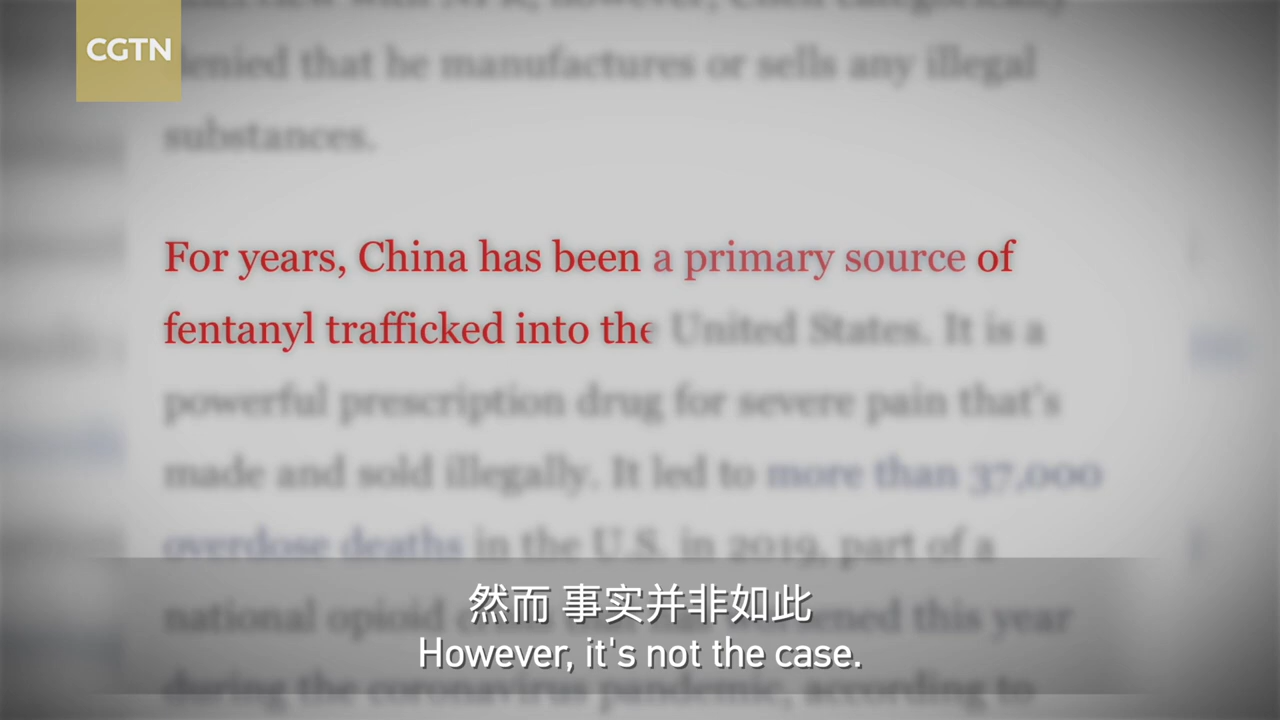 CGTN
denied that he manufactures or sells any illegal
substances.
For years, China has been a primary source of
fentanyl trafficked into the United States. It is a
powerful prescription drug for severe pain that's
made and sold illegally. It led to more than 37,000
overdose deaths in the U.S. in 2019, part of a
national opioid this year
during the coronavirus pandemic, according to
然而 事实并非如此
However, it's not the case.